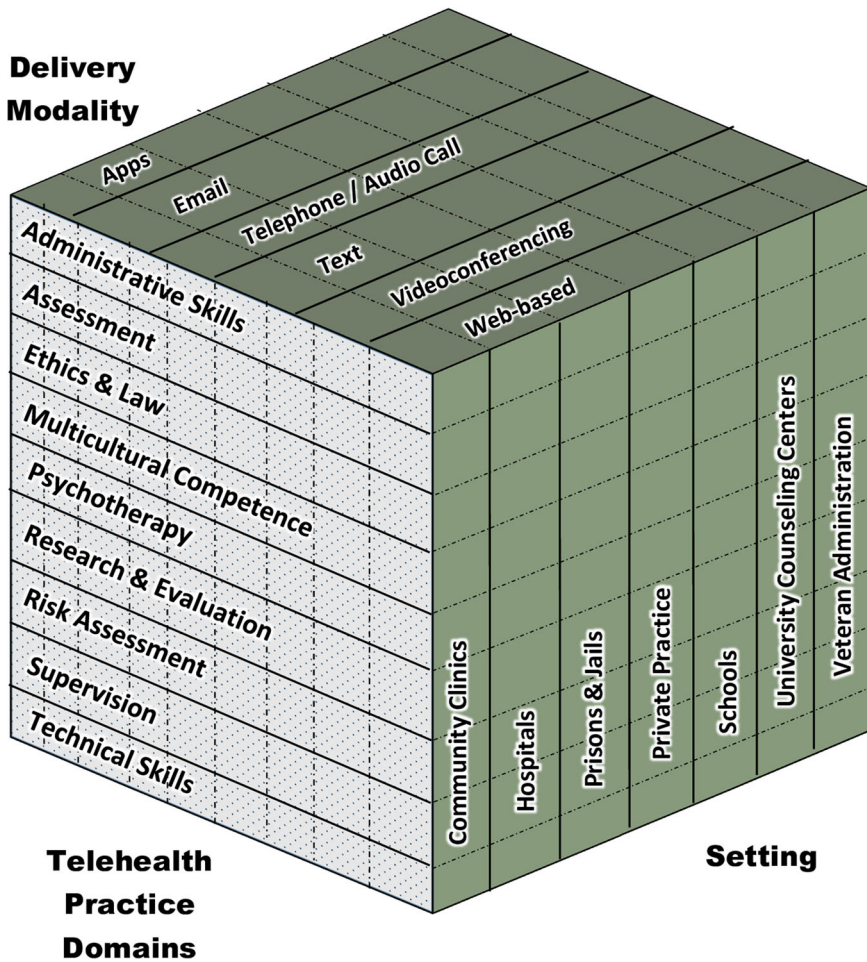 Delivery
Modality
Apps
Email
Telephone / Audio Call
Text
Videoconferencing
Web-based
Administrative Skills
Assessment
Ethics & Law
Multicultural Competence
Psychotherapy
Research & Evaluation
Risk Assessment
Supervision
Technical Skills
Community Clinics
Hospitals
Prisons & Jails
Private Practice
Schools
University Counseling Centers
Veteran Administration
Telehealth
Practice
Domains
Setting